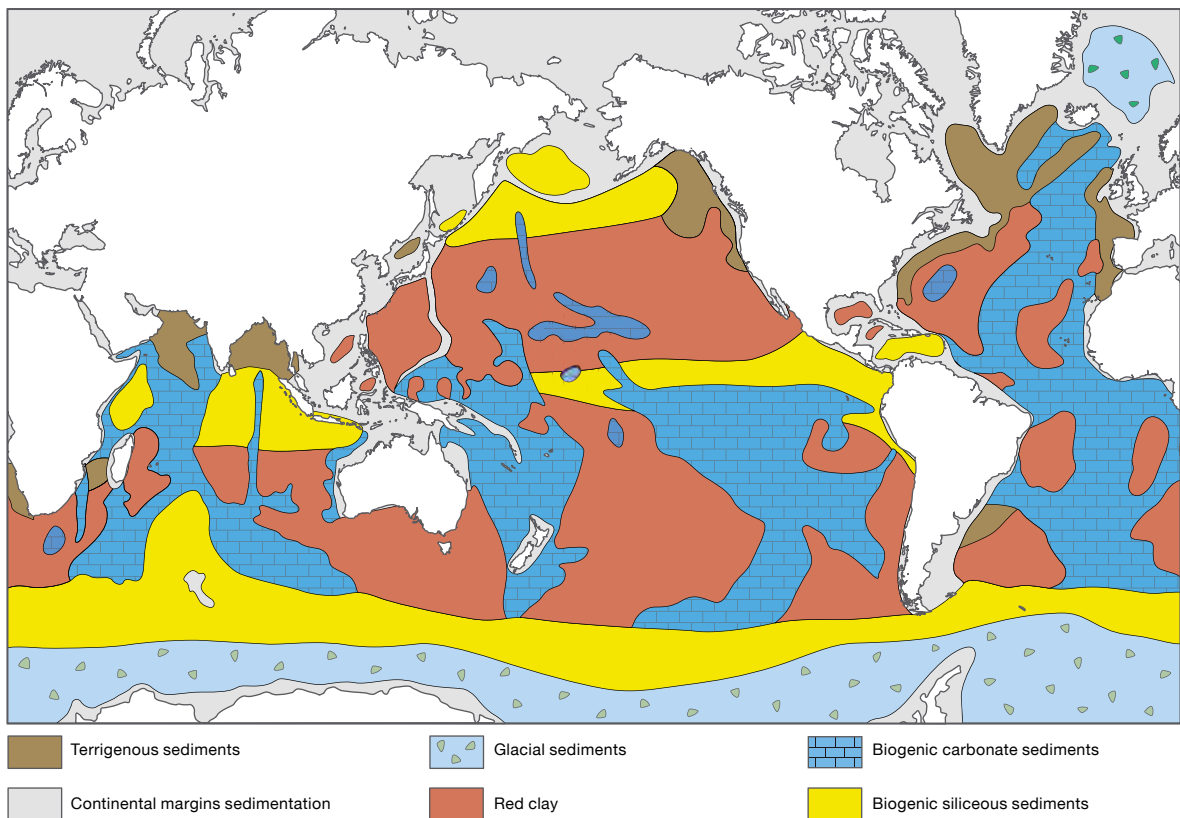 Terrigenous sediments
Glacial sediments
Biogenic carbonate sediments
Continental margins sedimentation
Red clay
Biogenic siliceous sediments